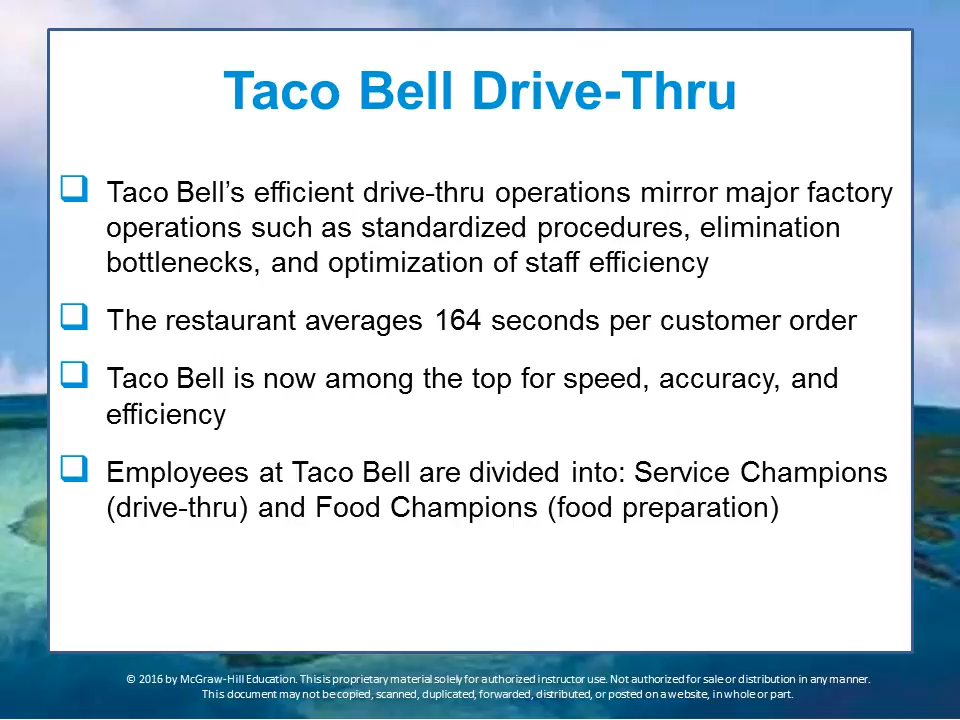 Taco Bell Drive-Thru
Taco Bell’s efficient drive-thru operations mirror major factory
operations such as standardized procedures, elimination
bottlenecks, and optimization of staff efficiency
The restaurant averages 164 seconds per customer order
Taco Bell is now among the top for speed, accuracy, and
efficiency
Employees at Taco Bell are divided into: Service Champions
(drive-thru) and Food Champions (food preparation)
© 2016 by McGraw-Hill Education. This is proprietary material solely for authorized instructor use. Not authorized for sale or distribution in any manner.
This document may not be copied, scanned, duplicated, forwarded, distributed, or posted on a website, in whole or part.